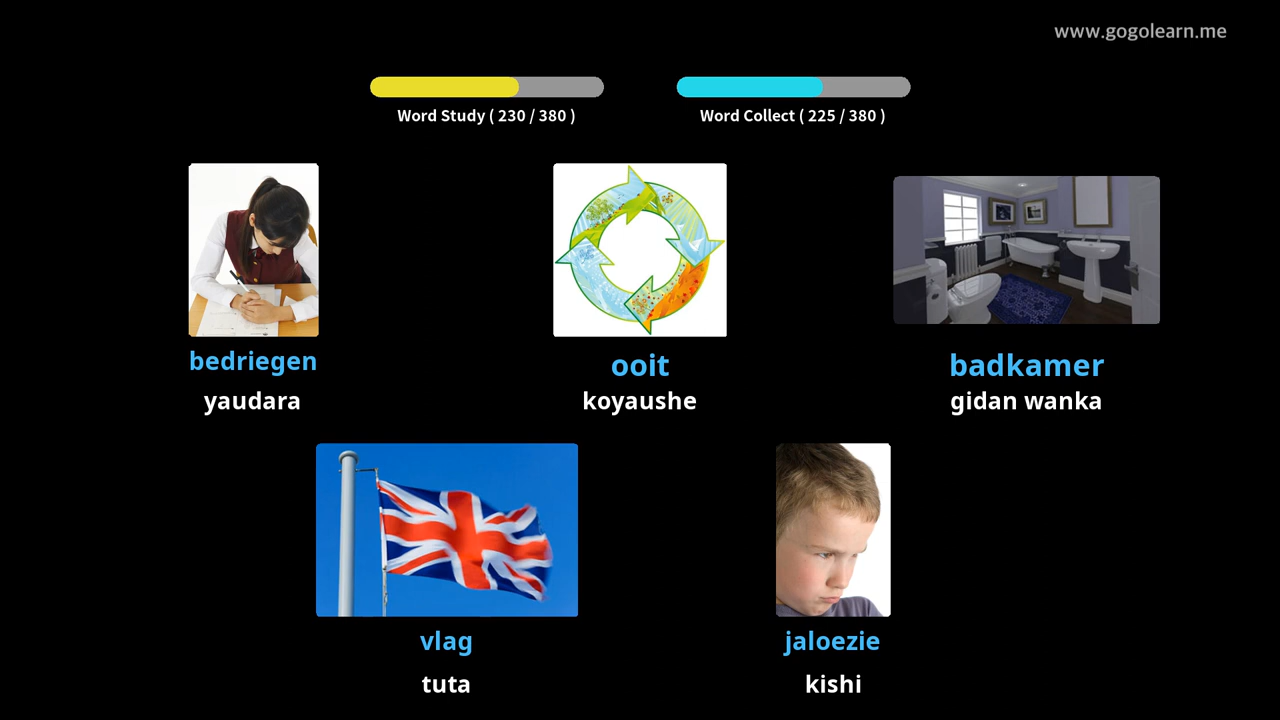 www.gogolearn.me
Word Study ( 230 / 380 )
Word Collect ( 225 / 380 )
bedriegen
yaudara
ooit
koyaushe
badkamer
gidan wanka
vlag
tuta
jaloezie
kishi